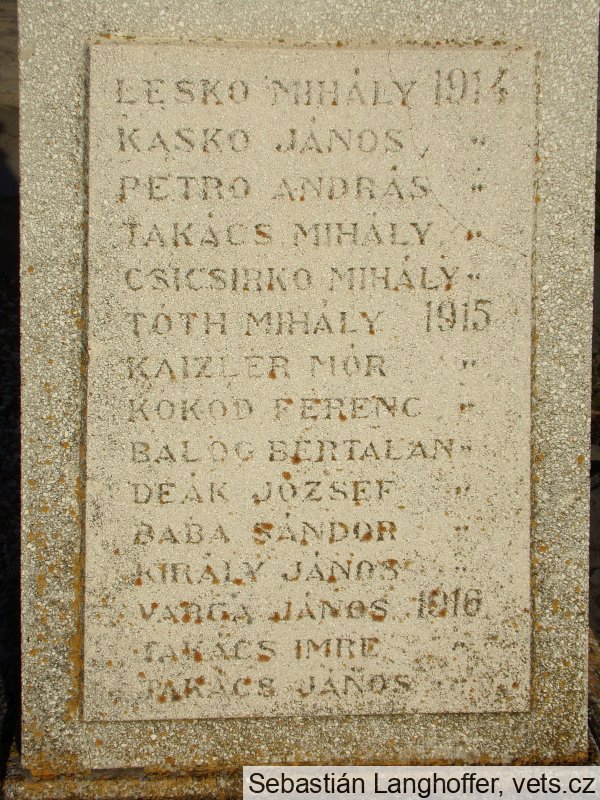 LESKO MIHÁLY 1914
KASKO JÁNOS „
PETRO ANDRÁS „
TAKÁCS MIHÁLY „
CSICSIRKO MIHÁLY „
TÓTH MIHÁLY 1915
KAIZLER MÓR „
KOKOD FERENC „
BALOG BERTALAN „
DEÁK JÓZSEF „
BABA SÁNDOR „
KIRÁLY JÁNOS „
VARGA JÁNOS 1916
TAKÁCS IMRE „
TAKÁCS JÁNOS „
Sebastián Langhoffer, vets.cz